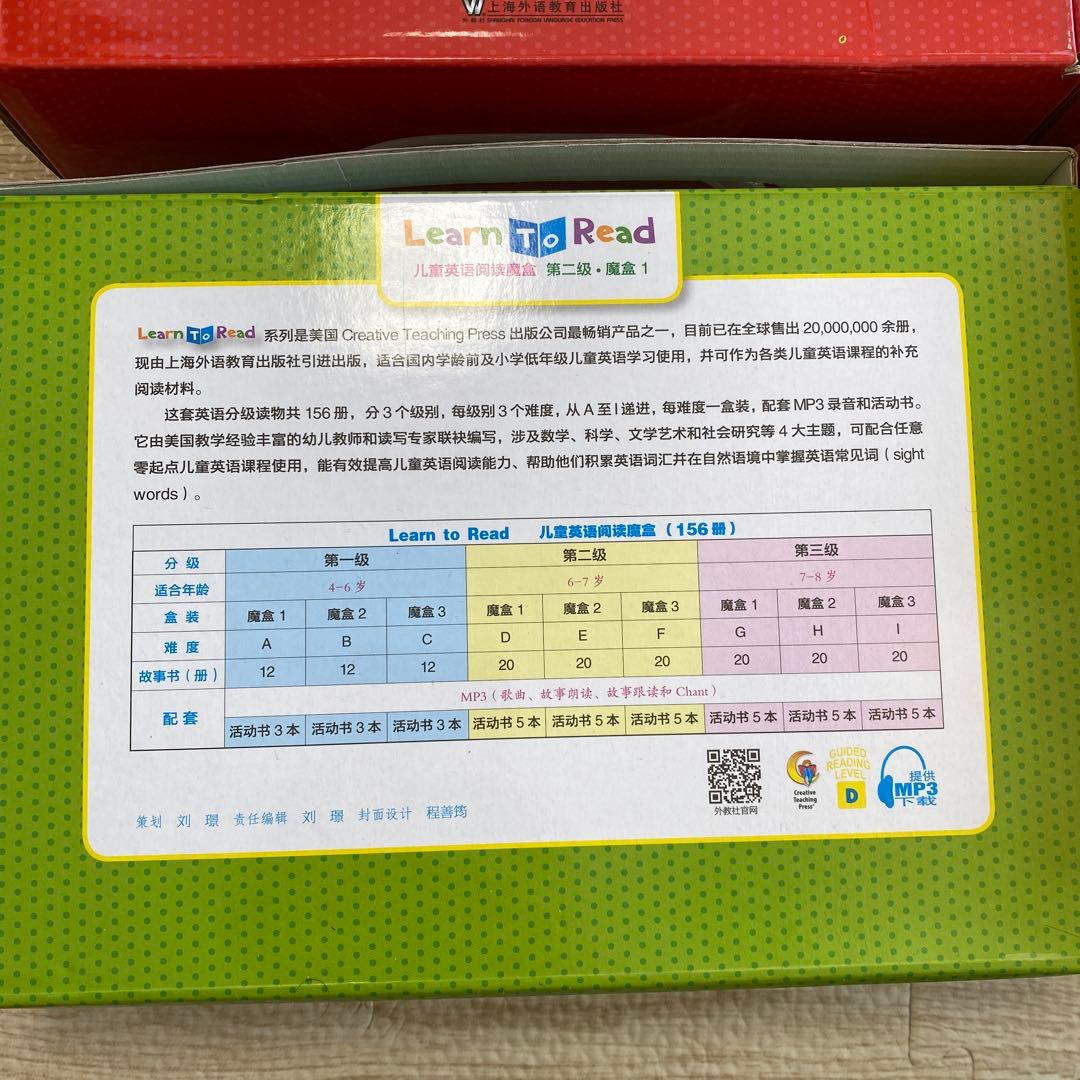 上海外语教育出版社
外教社 SHANGHAI FOREIGN LANGUAGE EDUCATION PRESS
Learn To Read
儿童英语阅读魔盒 第二级·魔盒 1
Learn To Read 系列是美国 Creative Teaching Press 出版公司最畅销产品之一，目前已在全球售出 20,000,000 余册，
现由上海外语教育出版社引进出版，适合国内学龄前及小学低年级儿童英语学习使用，并可作为各类儿童英语课程的补充
阅读材料。
这套英语分级读物共 156 册，分 3 个级别，每级别 3 个难度，从 A 至 I 递进，每难度一盒装，配套 MP3 录音和活动书。
它由美国教学经验丰富的幼儿教师和读写专家联袂编写，涉及数学、科学、文学艺术和社会研究等 4 大主题，可配合任意
零起点儿童英语课程使用，能有效提高儿童英语阅读能力、帮助他们积累英语词汇并在自然语境中掌握英语常见词（sight
words）。
Learn to Read 儿童英语阅读魔盒（156 册）
分 级 第一级 第二级 第三级
适合年龄 4-6 岁 6-7 岁 7-8 岁
盒 装 魔盒 1 魔盒 2 魔盒 3 魔盒 1 魔盒 2 魔盒 3 魔盒 1 魔盒 2 魔盒 3
难 度 A B C D E F G H I
故事书（册） 12 12 12 20 20 20 20 20 20
配 套 MP3（歌曲、故事朗读、故事跟读和 Chant）
活动书 3 本 活动书 3 本 活动书 3 本 活动书 5 本 活动书 5 本 活动书 5 本 活动书 5 本 活动书 5 本 活动书 5 本
外教社官网
Creative
Teaching
Press
GUIDED
READING
LEVEL
D
提供
MP3
下载
策划 刘 璟 责任编辑 刘 璟 封面设计 程善筠